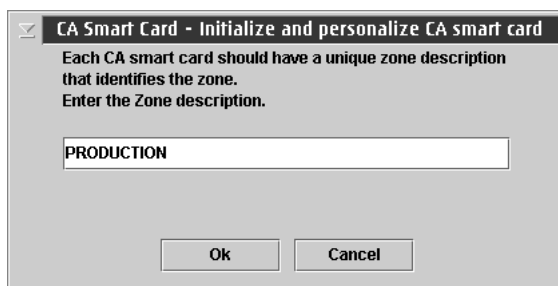 CA Smart Card - Initialize and personalize CA smart card
Each CA smart card should have a unique zone description
that identifies the zone.
Enter the Zone description.
PRODUCTION
Ok
Cancel